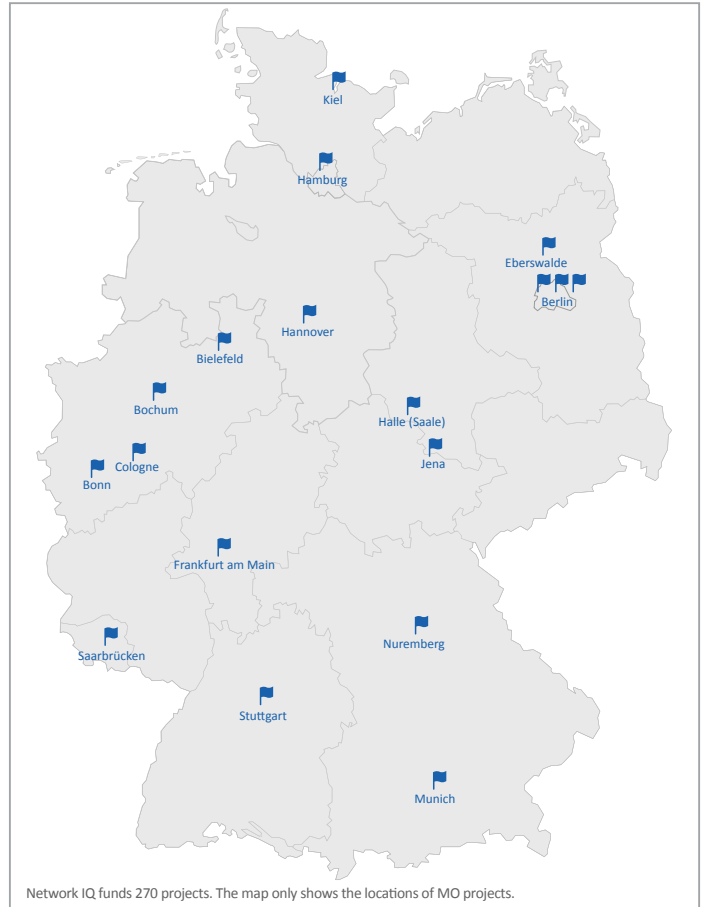 Kiel
Hamburg
Eberswalde
Berlin
Hannover
Bielefeld
Bochum
Halle (Saale)
Jena
Cologne
Bonn
Frankfurt am Main
Nuremberg
Saarbrücken
Stuttgart
Munich
Network IQ funds 270 projects. The map only shows the locations of MO projects.